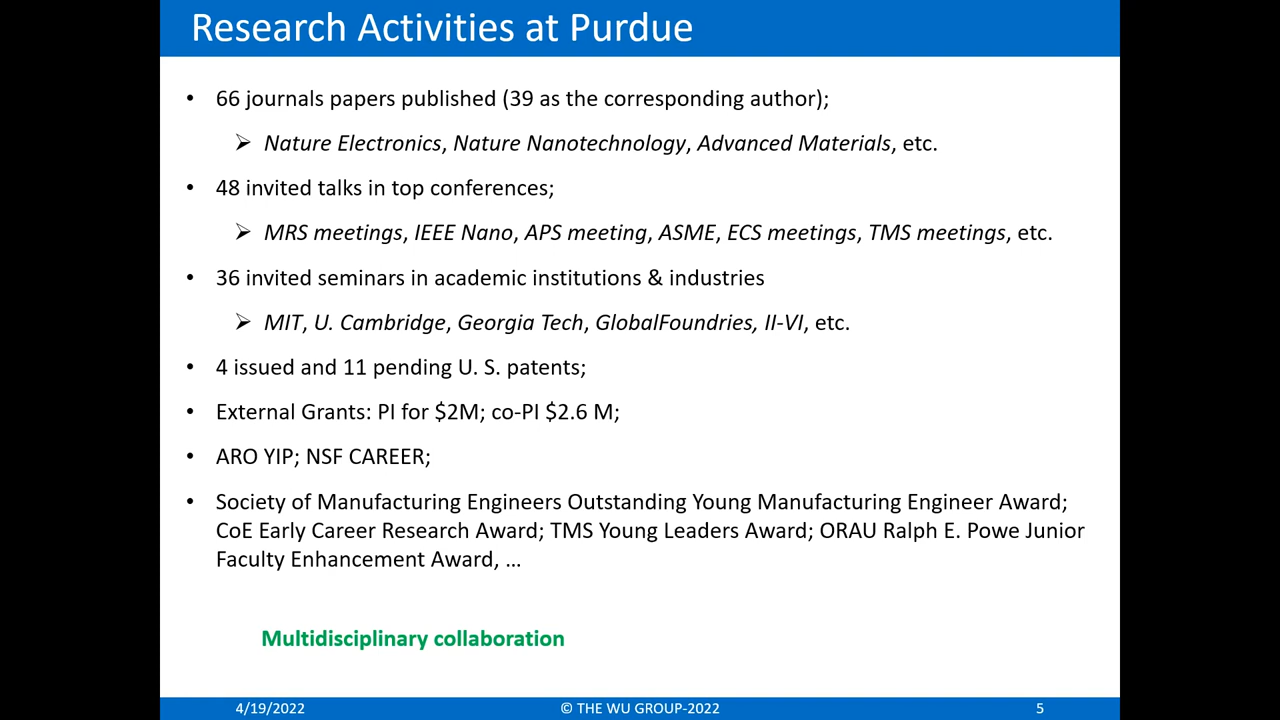 Research Activities at Purdue
• 66 journals papers published (39 as the corresponding author);
➢ Nature Electronics, Nature Nanotechnology, Advanced Materials, etc.
• 48 invited talks in top conferences;
➢ MRS meetings, IEEE Nano, APS meeting, ASME, ECS meetings, TMS meetings, etc.
• 36 invited seminars in academic institutions & industries
➢ MIT, U. Cambridge, Georgia Tech, GlobalFoundries, II-VI, etc.
• 4 issued and 11 pending U. S. patents;
• External Grants: PI for $2M; co-PI $2.6 M;
• ARO YIP; NSF CAREER;
• Society of Manufacturing Engineers Outstanding Young Manufacturing Engineer Award;
CoE Early Career Research Award; TMS Young Leaders Award; ORAU Ralph E. Powe Junior
Faculty Enhancement Award, …
Multidisciplinary collaboration
4/19/2022 © THE WU GROUP-2022 5